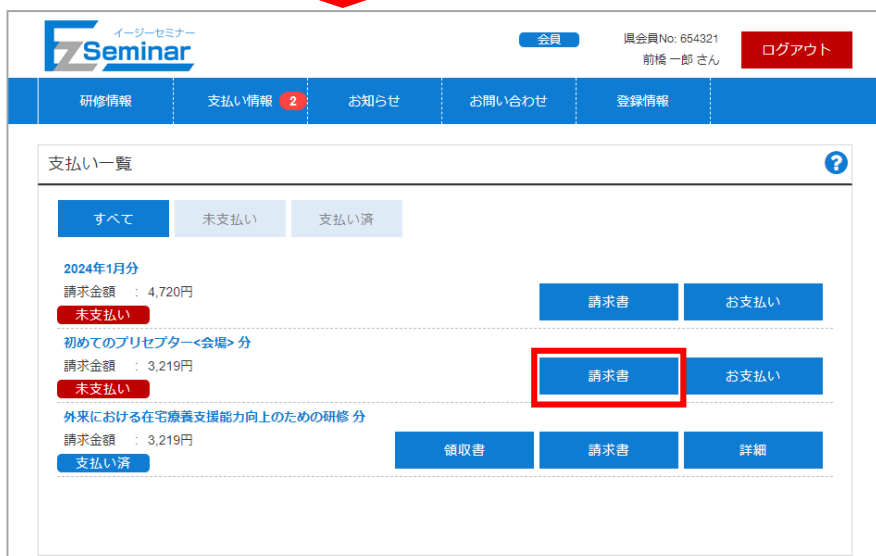 イージーセミナー
EZSeminar
会員
県会員No: 654321
前橋 一郎 さん
ログアウト
研修情報
支払い情報 2
お知らせ
お問い合わせ
登録情報
支払い一覧
?
すべて
未支払い
支払い済
2024年1月分
請求金額 : 4,720円
未支払い
請求書
お支払い
初めてのプリセプター<会場> 分
請求金額 : 3,219円
未支払い
請求書
お支払い
外来における在宅療養支援能力向上のための研修 分
請求金額 : 3,219円
支払い済
領収書
請求書
詳細